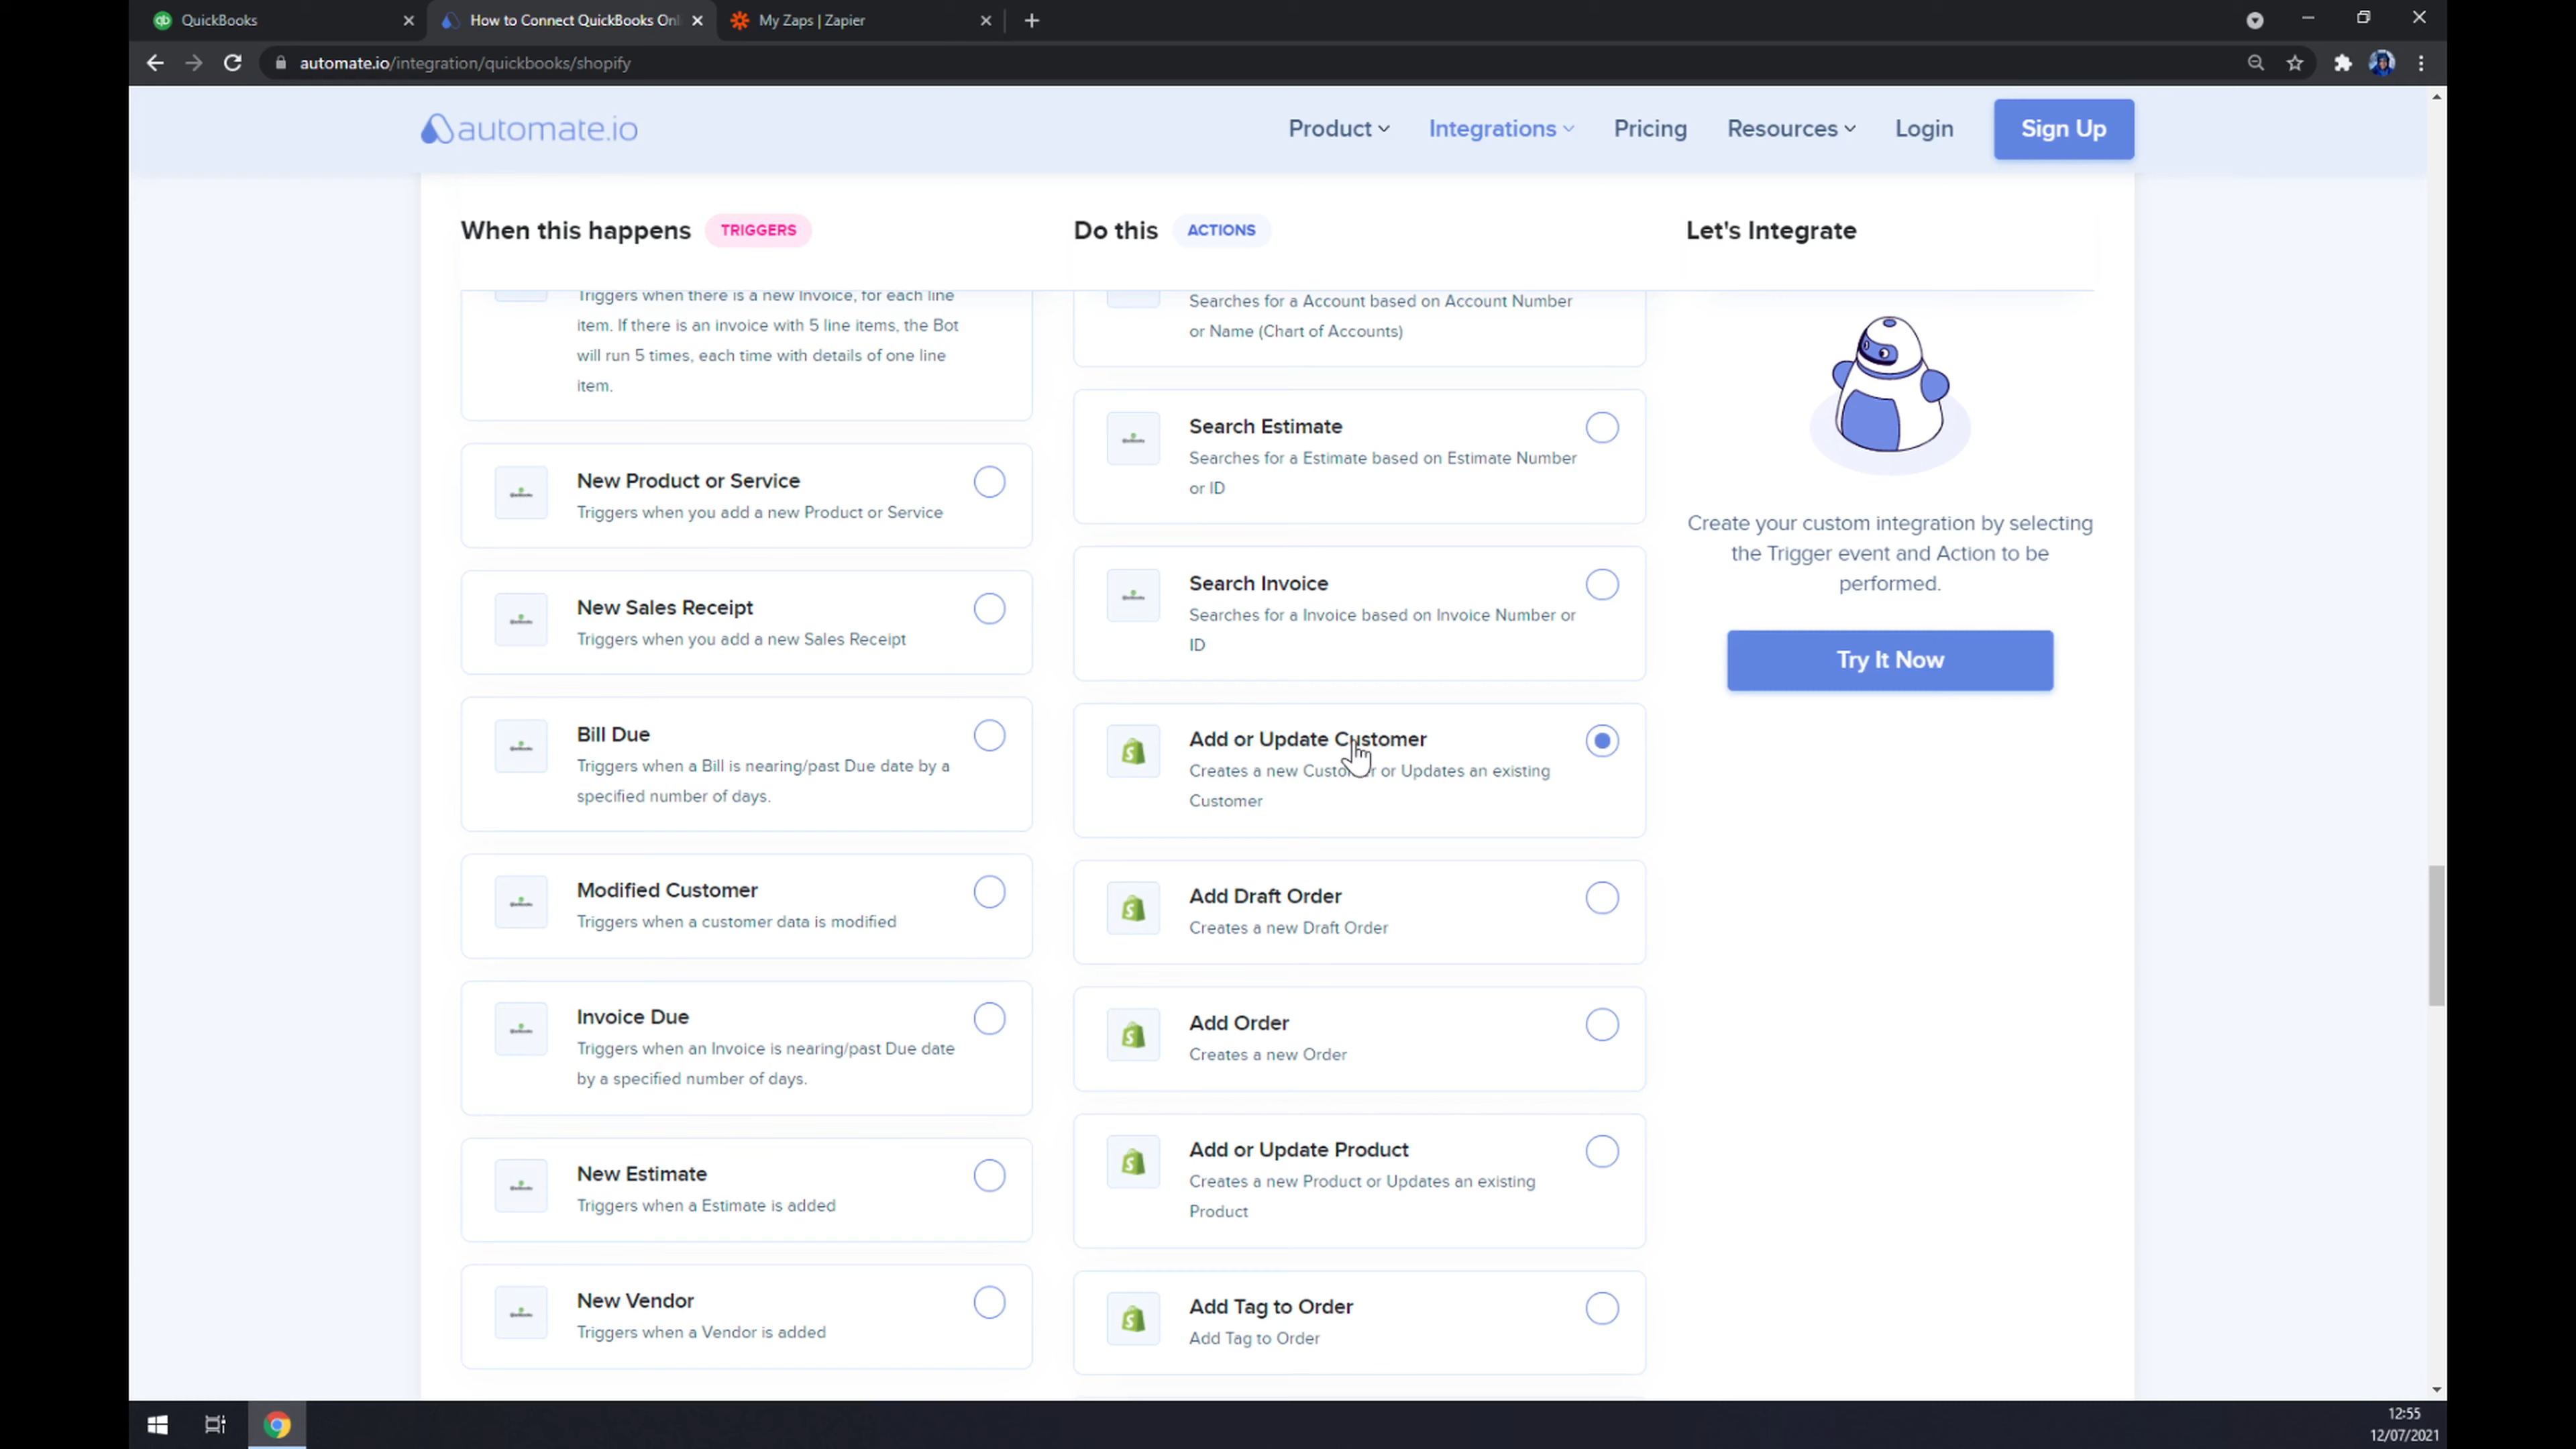 QuickBooks
How to Connect QuickBooks Onl
My Zaps | Zapier
automate.io/integration/quickbooks/shopify
automate.io
Product
Integrations
Pricing
Resources
Login
Sign Up
When this happens TRIGGERS
Triggers when there is a new Invoice, for each line
item. If there is an invoice with 5 line items, the Bot
will run 5 times, each time with details of one line
item.
New Product or Service
Triggers when you add a new Product or Service
New Sales Receipt
Triggers when you add a new Sales Receipt
Bill Due
Triggers when a Bill is nearing/past Due date by a
specified number of days.
Modified Customer
Triggers when a customer data is modified
Invoice Due
Triggers when an Invoice is nearing/past Due date
by a specified number of days.
New Estimate
Triggers when a Estimate is added
New Vendor
Triggers when a Vendor is added
Do this ACTIONS
Searches for a Account based on Account Number
or Name (Chart of Accounts)
Search Estimate
Searches for a Estimate based on Estimate Number
or ID
Search Invoice
Searches for a Invoice based on Invoice Number or
ID
Add or Update Customer
Creates a new Customer or Updates an existing
Customer
Add Draft Order
Creates a new Draft Order
Add Order
Creates a new Order
Add or Update Product
Creates a new Product or Updates an existing
Product
Add Tag to Order
Add Tag to Order
Let's Integrate
Create your custom integration by selecting
the Trigger event and Action to be
performed.
Try It Now
12:55
12/07/2021